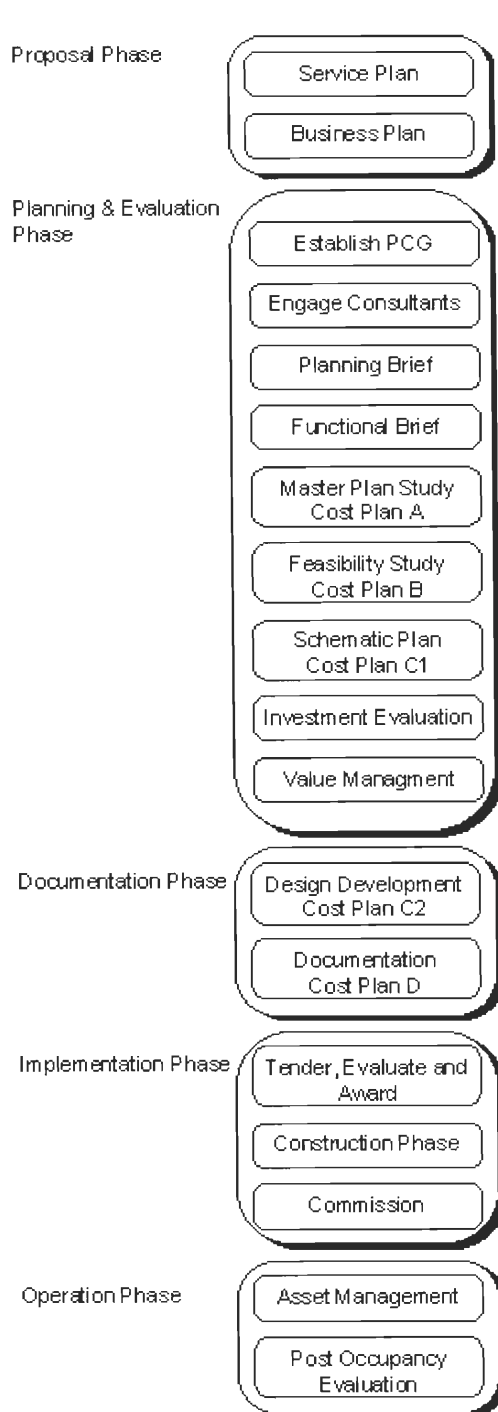 Proposal Phase
Service Plan
Business Plan
Planning & Evaluation
Phase
Establish PCG
Engage Consultants
Planning Brief
Functional Brief
Master Plan Study
Cost Plan A
Feasibility Study
Cost Plan B
Schematic Plan
Cost Plan C1
Investment Evaluation
Value Managment
Documentation Phase
Design Development
Cost Plan C2
Documentation
Cost Plan D
Implementation Phase
Tender, Evaluate and
Award
Construction Phase
Commission
Operation Phase
Asset Management
Post Occupancy
Evaluation